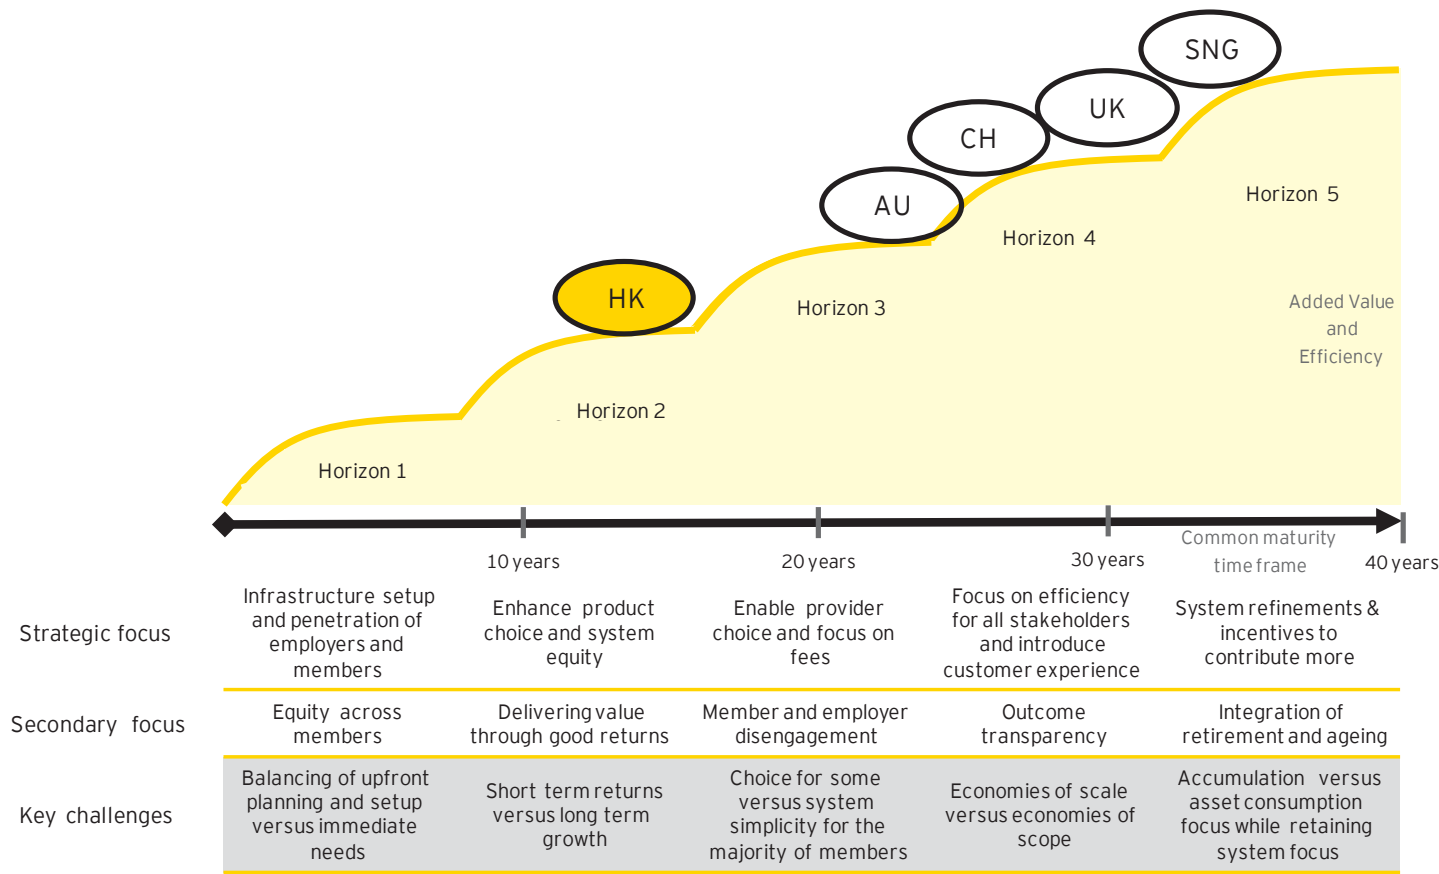 SNG
UK
CH
AU
HK
Horizon 5
Horizon 4
Horizon 3
Horizon 2
Horizon 1
Added Value
and
Efficiency
10 years
20 years
30 years
40 years
Common maturity
time frame
Strategic focus
Infrastructure setup
and penetration of
employers and
members
Enhance product
choice and system
equity
Enable provider
choice and focus on
fees
Focus on efficiency
for all stakeholders
and introduce
customer experience
System refinements &
incentives to
contribute more
Secondary focus
Equity across
members
Delivering value
through good returns
Member and employer
disengagement
Outcome
transparency
Integration of
retirement and ageing
Key challenges
Balancing of upfront
planning and setup
versus immediate
needs
Short term returns
versus long term
growth
Choice for some
versus system
simplicity for the
majority of members
Economies of scale
versus economies of
scope
Accumulation versus
asset consumption
focus while retaining
system focus